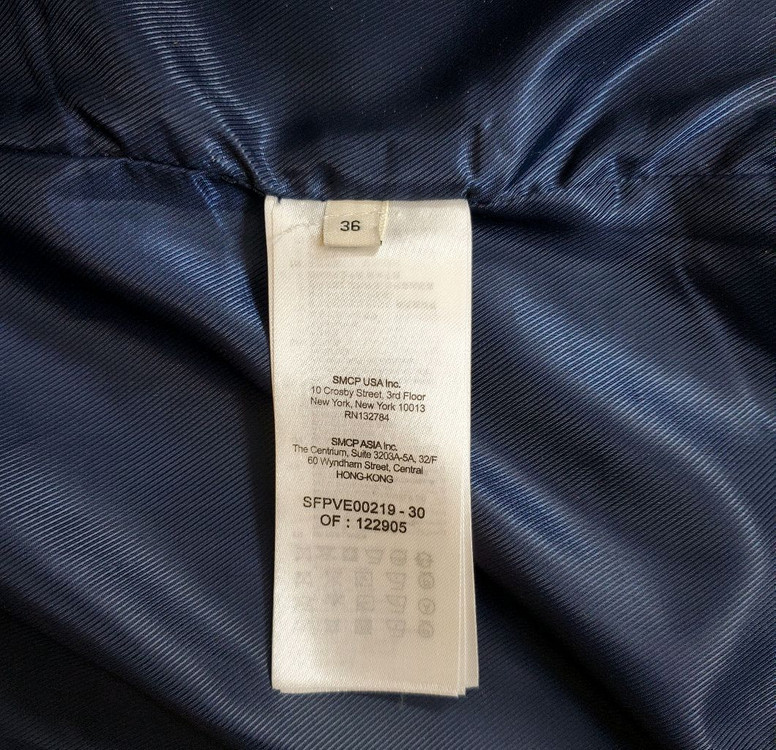 36
SMCP USA Inc.
10 Crosby Street, 3rd Floor
New York, New York 10013
RN132784
SMCP ASIA Inc.
The Centrium, Suite 3203A-5A, 32/F
60 Wyndham Street, Central
HONG-KONG
SFPVE00219 - 30
OF : 122905